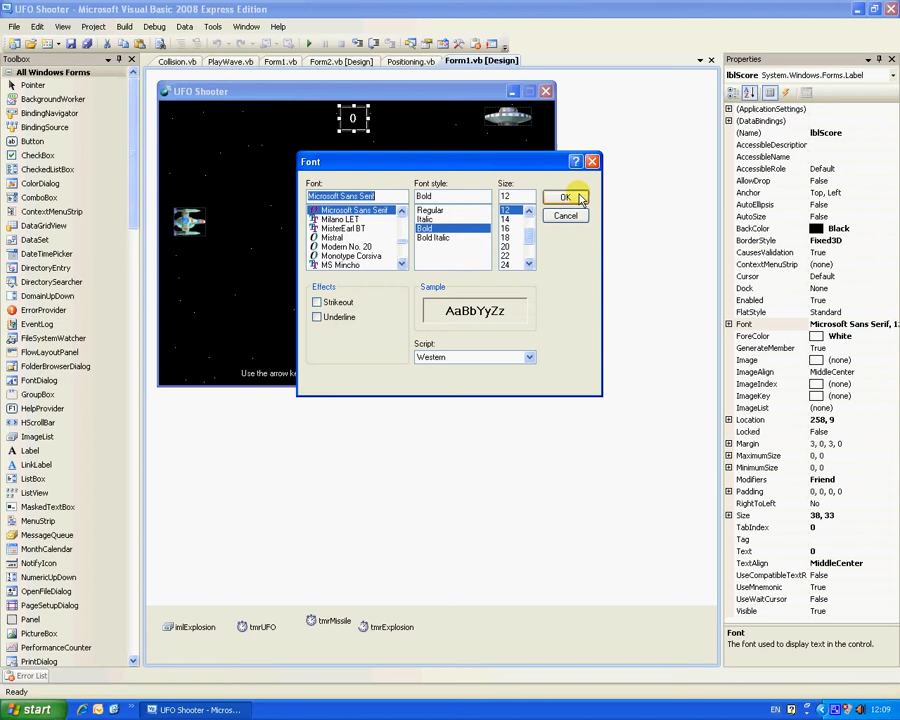 UFO Shooter - Microsoft Visual Basic 2008 Express Edition
File Edit View Project Build Debug Data Tools Window Help
Toolbox
Collision.vb PlayWave.vb Form1.vb Form2.vb [Design] Positioning.vb Form1.vb [Design]
Properties
All Windows Forms
Pointer
BackgroundWorker
BindingNavigator
BindingSource
Button
CheckBox
CheckedListBox
ColorDialog
ComboBox
ContextMenuStrip
DataGridView
DataSet
DateTimePicker
DirectoryEntry
DirectorySearcher
DomainUpDown
ErrorProvider
EventLog
FileSystemWatcher
FlowLayoutPanel
FolderBrowserDialog
FontDialog
GroupBox
HelpProvider
HScrollBar
ImageList
Label
LinkLabel
ListBox
ListView
MaskedTextBox
MenuStrip
MessageQueue
MonthCalendar
NotifyIcon
NumericUpDown
OpenFileDialog
PageSetupDialog
Panel
PictureBox
PerformanceCounter
PrintDialog
UFO Shooter
0
Use the arrow ke
Font
Font:
Microsoft Sans Serif
Microsoft Sans Serif
Milano LET
MisterEarl BT
Mistral
Modern No. 20
Monotype Corsiva
MS Mincho
Font style:
Bold
Regular
Italic
Bold
Bold Italic
Size:
12
12
14
16
18
20
22
24
OK
Cancel
Effects
Strikeout
Underline
Sample
AaBbYyZz
Script:
Western
imlExplosion tmrUFO tmrMissile tmrExplosion
lblScore System.Windows.Forms.Label
(ApplicationSettings)
(DataBindings)
(Name) lblScore
AccessibleDescription
AccessibleName
AccessibleRole Default
AllowDrop False
Anchor Top, Left
AutoEllipsis False
AutoSize False
BackColor Black
BorderStyle Fixed3D
CausesValidation True
ContextMenuStrip (none)
Cursor Default
Dock None
Enabled True
FlatStyle Standard
Font Microsoft Sans Serif, 12
ForeColor White
GenerateMember True
Image (none)
ImageAlign MiddleCenter
ImageIndex (none)
ImageKey (none)
ImageList (none)
Location 258, 9
Locked False
Margin 3, 0, 3, 0
MaximumSize 0, 0
MinimumSize 0, 0
Modifiers Friend
Padding 0, 0, 0, 0
RightToLeft No
Size 38, 33
TabIndex 0
Tag
Text 0
TextAlign MiddleCenter
UseCompatibleTextR False
UseMnemonic True
UseWaitCursor False
Visible True
Font
The font used to display text in the control.
Error List
Ready
start
UFO Shooter - Micros...
EN
12:09